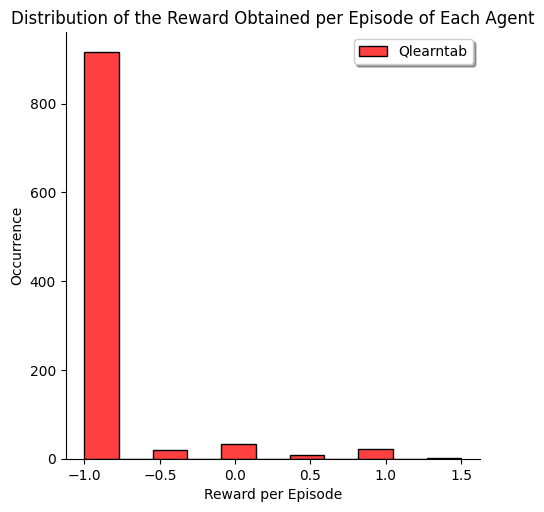 Distribution of the Reward Obtained per Episode of Each Agent
Qlearntab
Occurrence
800
600
400
200
0
−1.0 −0.5 0.0 0.5 1.0 1.5
Reward per Episode